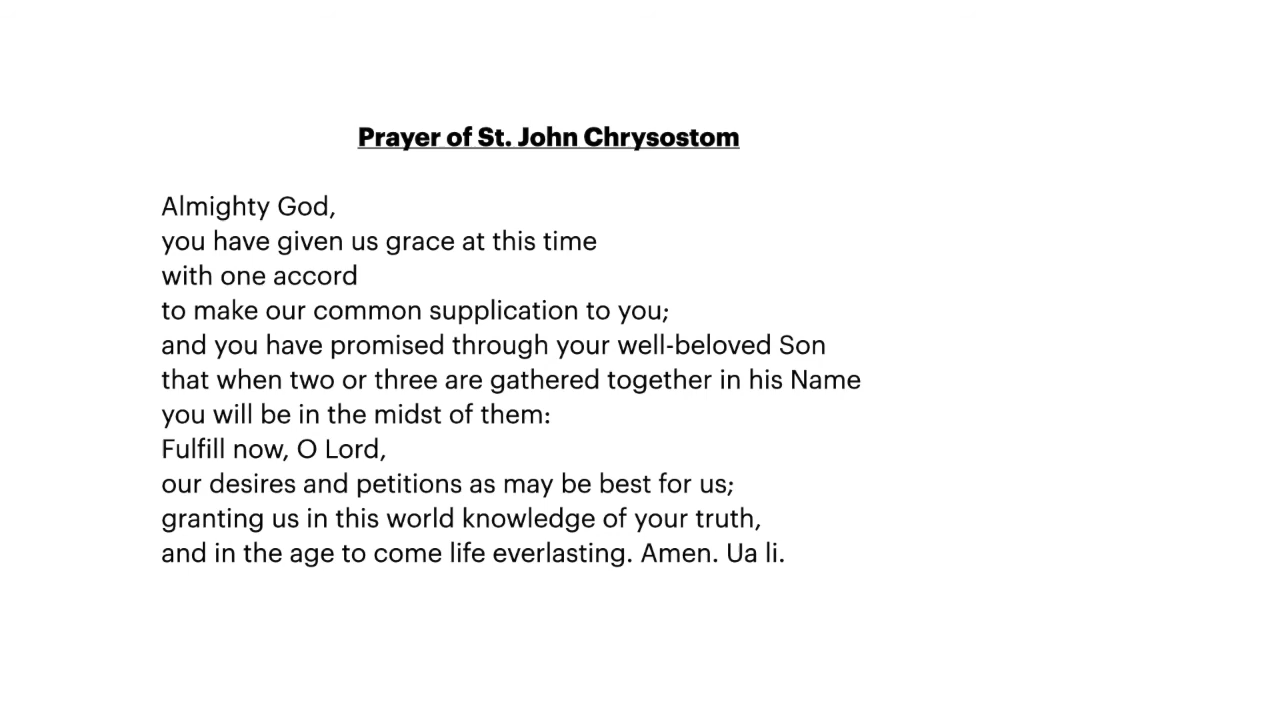 Prayer of St. John Chrysostom
Almighty God,
you have given us grace at this time
with one accord
to make our common supplication to you;
and you have promised through your well-beloved Son
that when two or three are gathered together in his Name
you will be in the midst of them:
Fulfill now, O Lord,
our desires and petitions as may be best for us;
granting us in this world knowledge of your truth,
and in the age to come life everlasting. Amen. Ua li.